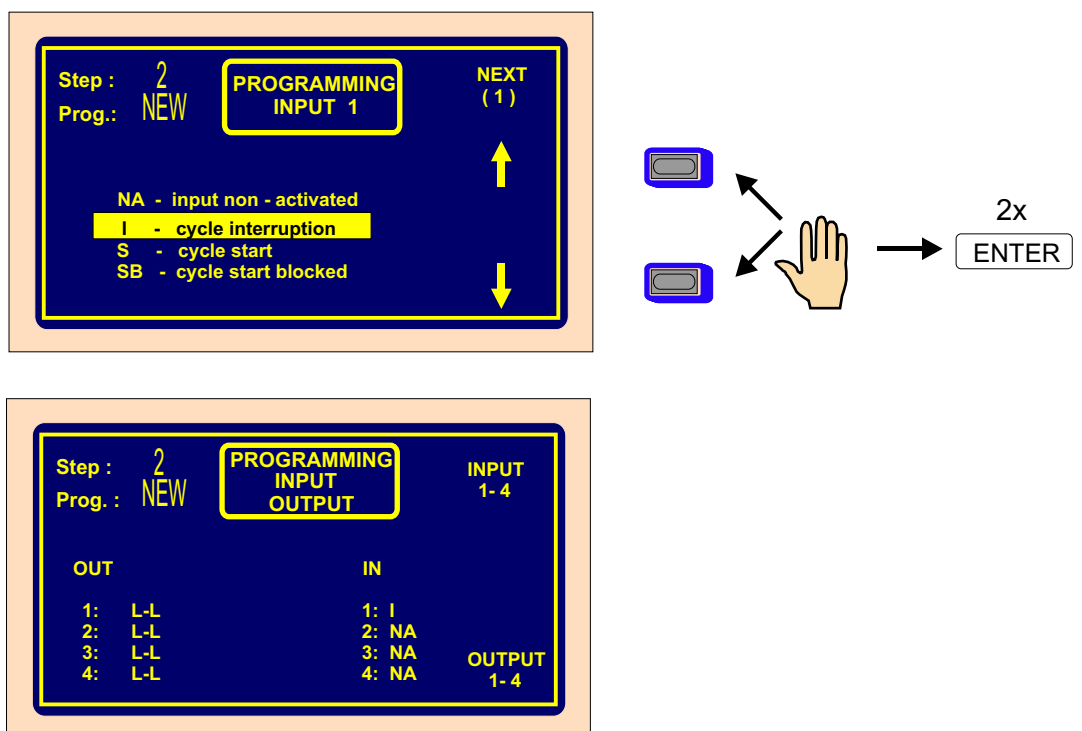 Step : 2
Prog.: NEW
PROGRAMMING
INPUT 1
NEXT
( 1 )
NA - input non - activated
I - cycle interruption
S - cycle start
SB - cycle start blocked
2x
ENTER
Step : 2
Prog. : NEW
PROGRAMMING
INPUT
OUTPUT
INPUT
1- 4
OUT
IN
1: L-L
1: I
2: L-L
2: NA
3: L-L
3: NA
4: L-L
4: NA
OUTPUT
1- 4